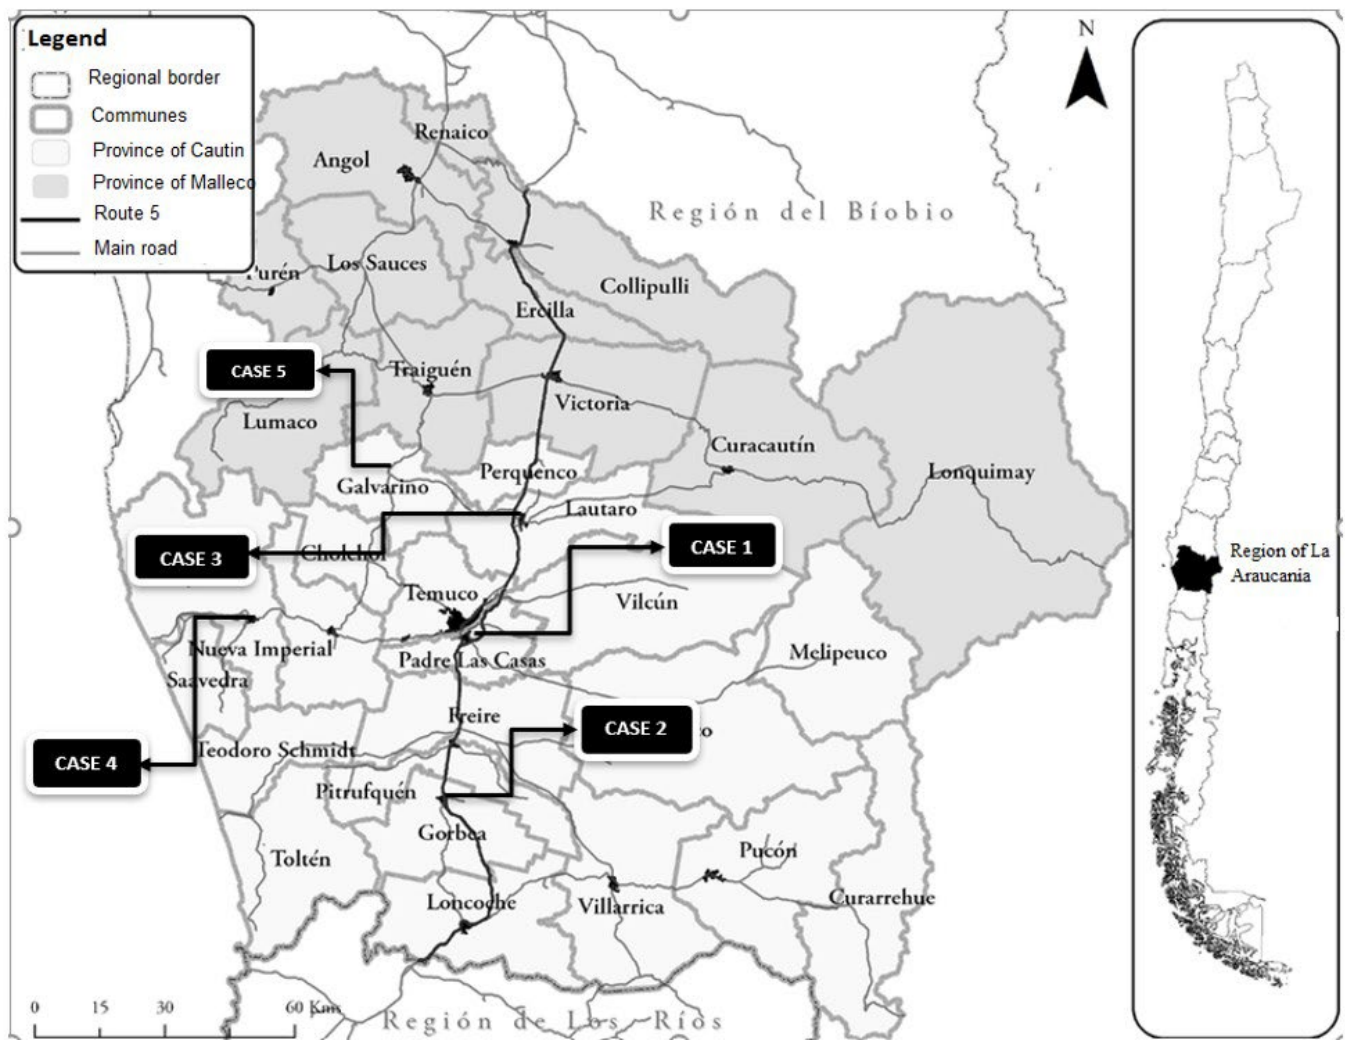 Legend
Regional border
Communes
Province of Cautin
Province of Malleco
Route 5
Main road
N
Renaico
Angol
Región del Bíobio
Los Sauces
Purén
Collipulli
Ercilla
CASE 5
Traiguén
Victoria
Lumaco
Curacautín
Lonquimay
Perquenco
Galvarino
Lautaro
CASE 3
Cholchol
CASE 1
Region of La
Araucanía
Temuco
Vilcún
Nueva Imperial
Padre Las Casas
Melipeuco
Saavedra
Freire
CASE 2
Teodoro Schmidt
CASE 4
Pitrufquén
Gorbea
Toltén
Pucón
Loncoche
Villarrica
Curarrehue
0 15 30 60 Kms
Región de Los Ríos